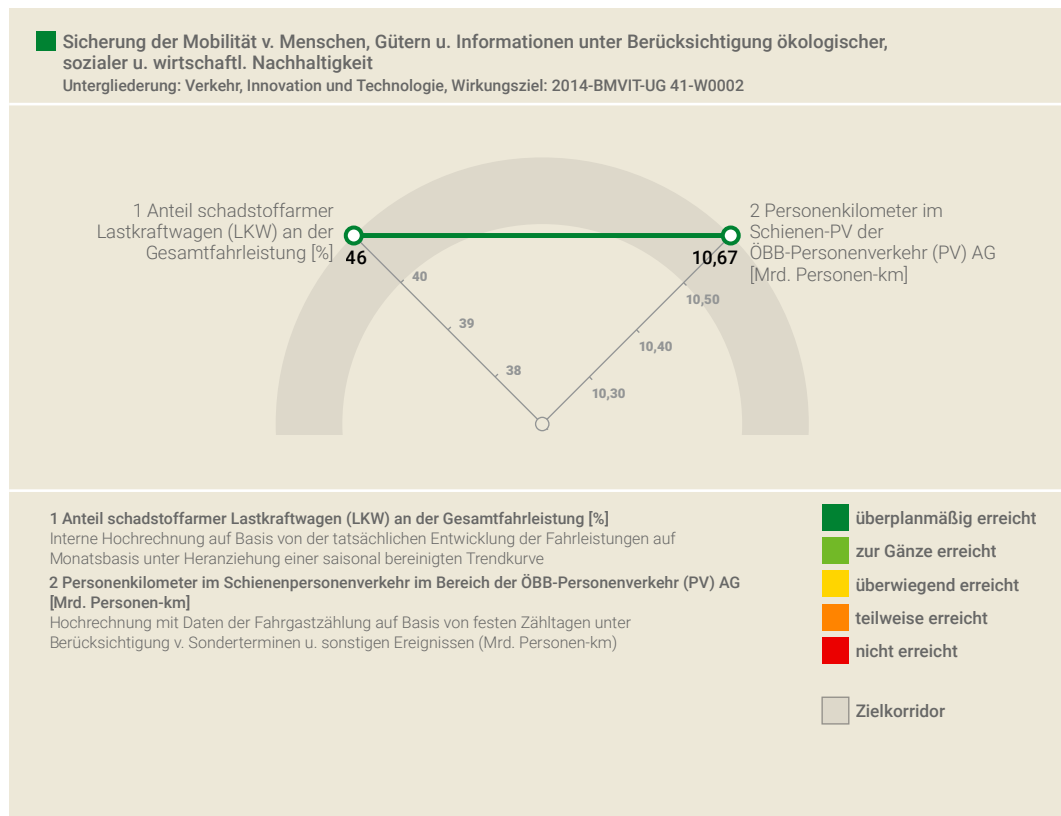 Sicherung der Mobilität v. Menschen, Gütern u. Informationen unter Berücksichtigung ökologischer,
sozialer u. wirtschaftl. Nachhaltigkeit
Untergliederung: Verkehr, Innovation und Technologie, Wirkungsziel: 2014-BMVIT-UG 41-W0002
1 Anteil schadstoffarmer
Lastkraftwagen (LKW) an der
Gesamtfahrleistung [%]
46
40
39
38
2 Personenkilometer im
Schienen-PV der
ÖBB-Personenverkehr (PV) AG
[Mrd. Personen-km]
10,67
10,50
10,40
10,30
1 Anteil schadstoffarmer Lastkraftwagen (LKW) an der Gesamtfahrleistung [%]
Interne Hochrechnung auf Basis von der tatsächlichen Entwicklung der Fahrleistungen auf
Monatsbasis unter Heranziehung einer saisonal bereinigten Trendkurve
2 Personenkilometer im Schienenpersonenverkehr im Bereich der ÖBB-Personenverkehr (PV) AG
[Mrd. Personen-km]
Hochrechnung mit Daten der Fahrgastzählung auf Basis von festen Zähltagen unter
Berücksichtigung v. Sonderterminen u. sonstigen Ereignissen (Mrd. Personen-km)
überplanmäßig erreicht
zur Gänze erreicht
überwiegend erreicht
teilweise erreicht
nicht erreicht
Zielkorridor